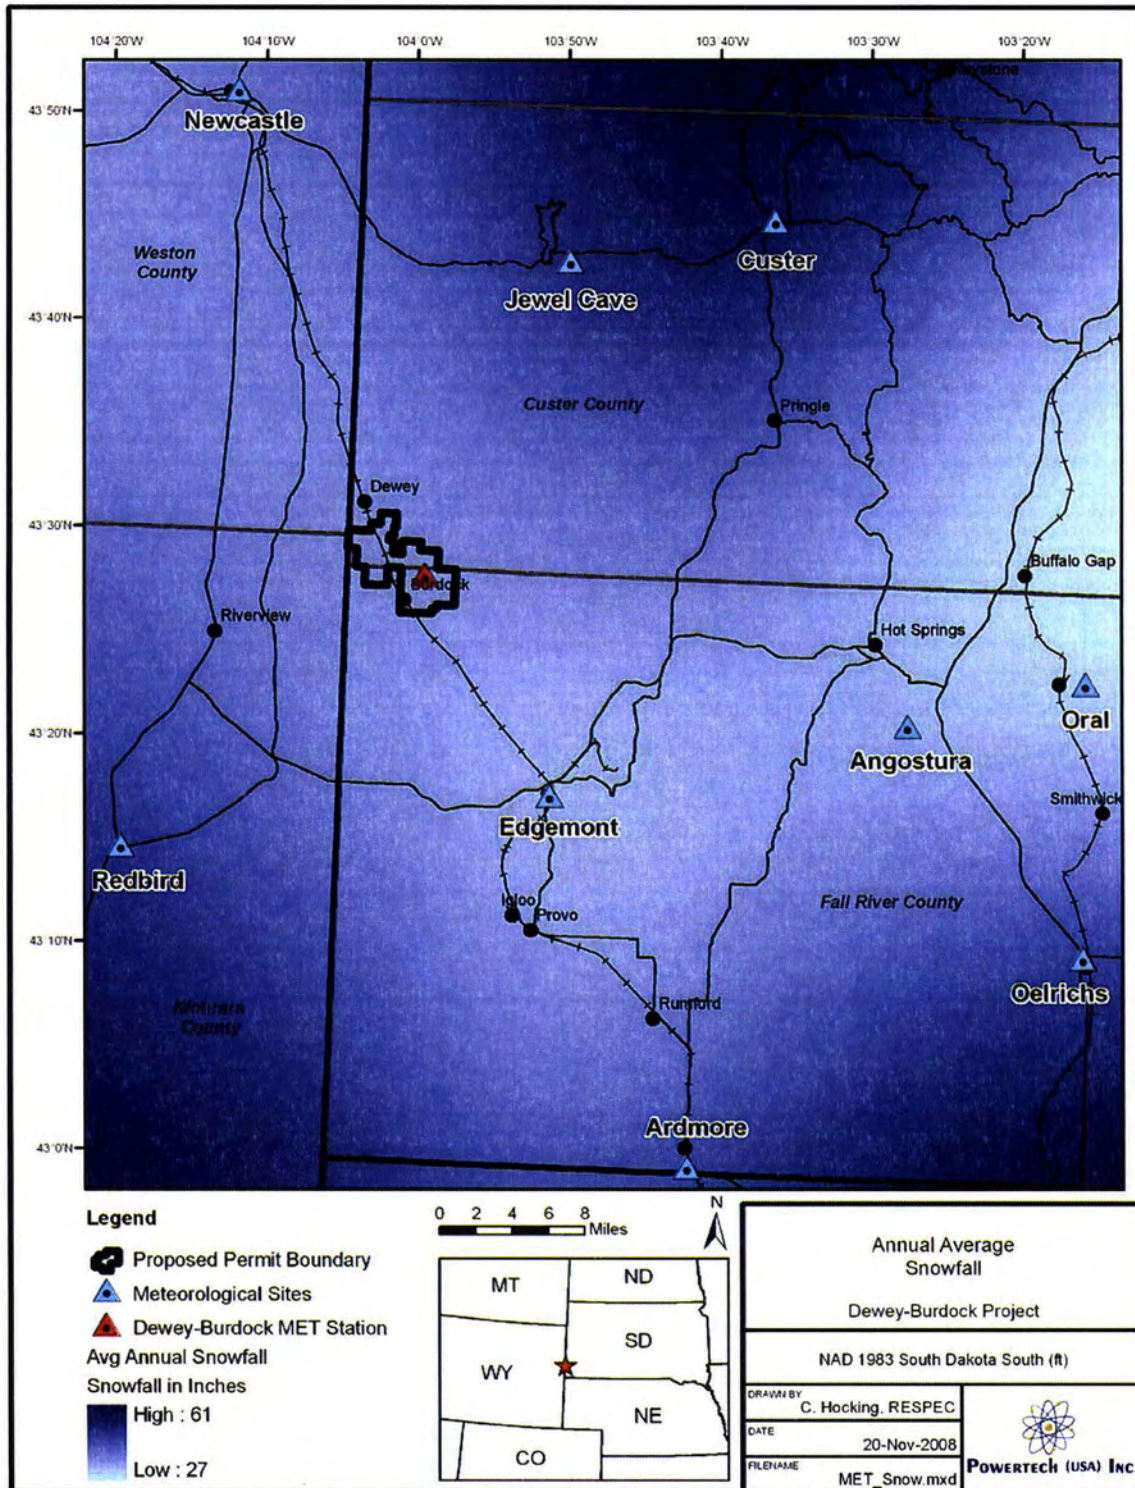 104°20'W 104°10'W 104°0'W 103°50'W 103°40'W 103°30'W 103°20'W
Keystone
43°50'N
Newcastle
Weston
County
Custer
Jewel Cave
43°40'N
Custer County
Pringle
Dewey
43°30'N
Buffalo Gap
Burdock
Riverview
Hot Springs
Oral
43°20'N
Angostura
Smithwick
Edgemont
Redbird
Fall River County
Igloo
Provo
43°10'N
Oelrichs
Rumford
Niobrara
County
Ardmore
43°0'N
Legend
Proposed Permit Boundary
Meteorological Sites
Dewey-Burdock MET Station
Avg Annual Snowfall
Snowfall in Inches
High : 61
Low : 27
0 2 4 6 8
Miles
N
MT
ND
SD
WY
NE
CO
Annual Average
Snowfall
Dewey-Burdock Project
NAD 1983 South Dakota South (ft)
DRAWN BY
C. Hocking, RESPEC
DATE
20-Nov-2008
FILENAME
MET_Snow.mxd
POWERTECH (USA) INC.